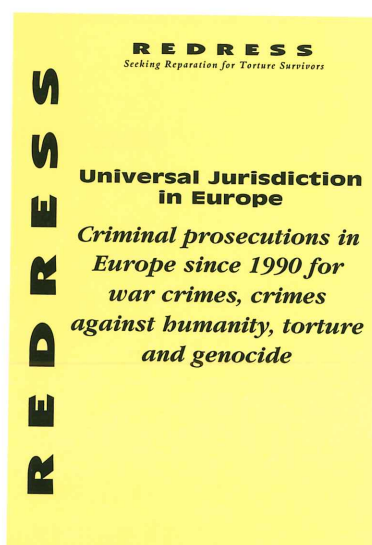 REDRESS
Seeking Reparation for Torture Survivors
REDRESS
Universal Jurisdiction
in Europe
Criminal prosecutions in
Europe since 1990 for
war crimes, crimes
against humanity, torture
and genocide